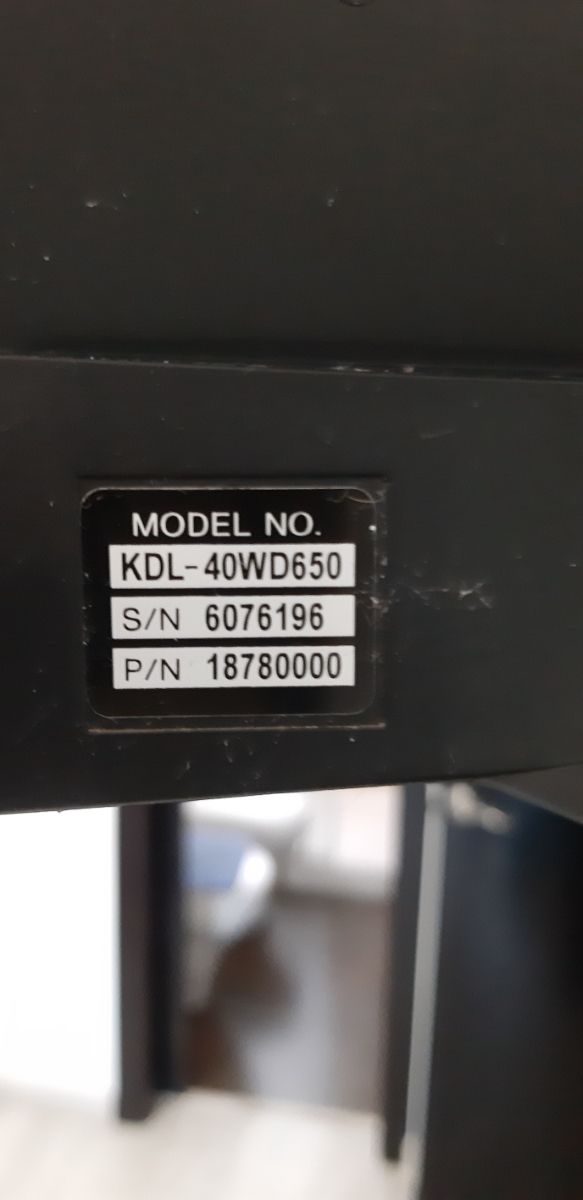 MODEL NO.
KDL-40WD650
S/N 6076196
P/N 18780000